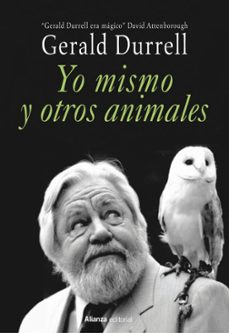 "Gerald Durrell era mágico" David Attenborough
Gerald Durrell
Yo mismo
y otros animales
Alianza editorial